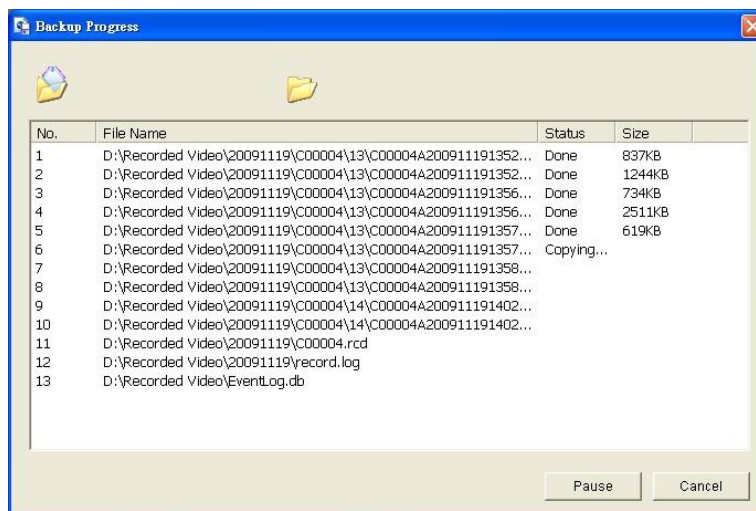 Backup Progress
No. File Name Status Size
1 D:\Recorded Video\20091119\C00004\13\C00004A200911191352... Done 837KB
2 D:\Recorded Video\20091119\C00004\13\C00004A200911191352... Done 1244KB
3 D:\Recorded Video\20091119\C00004\13\C00004A200911191356... Done 734KB
4 D:\Recorded Video\20091119\C00004\13\C00004A200911191356... Done 2511KB
5 D:\Recorded Video\20091119\C00004\13\C00004A200911191357... Done 619KB
6 D:\Recorded Video\20091119\C00004\13\C00004A200911191357... Copying...
7 D:\Recorded Video\20091119\C00004\13\C00004A200911191358...
8 D:\Recorded Video\20091119\C00004\13\C00004A200911191358...
9 D:\Recorded Video\20091119\C00004\14\C00004A200911191402...
10 D:\Recorded Video\20091119\C00004\14\C00004A200911191402...
11 D:\Recorded Video\20091119\C00004.rcd
12 D:\Recorded Video\20091119\record.log
13 D:\Recorded Video\EventLog.db
Pause Cancel